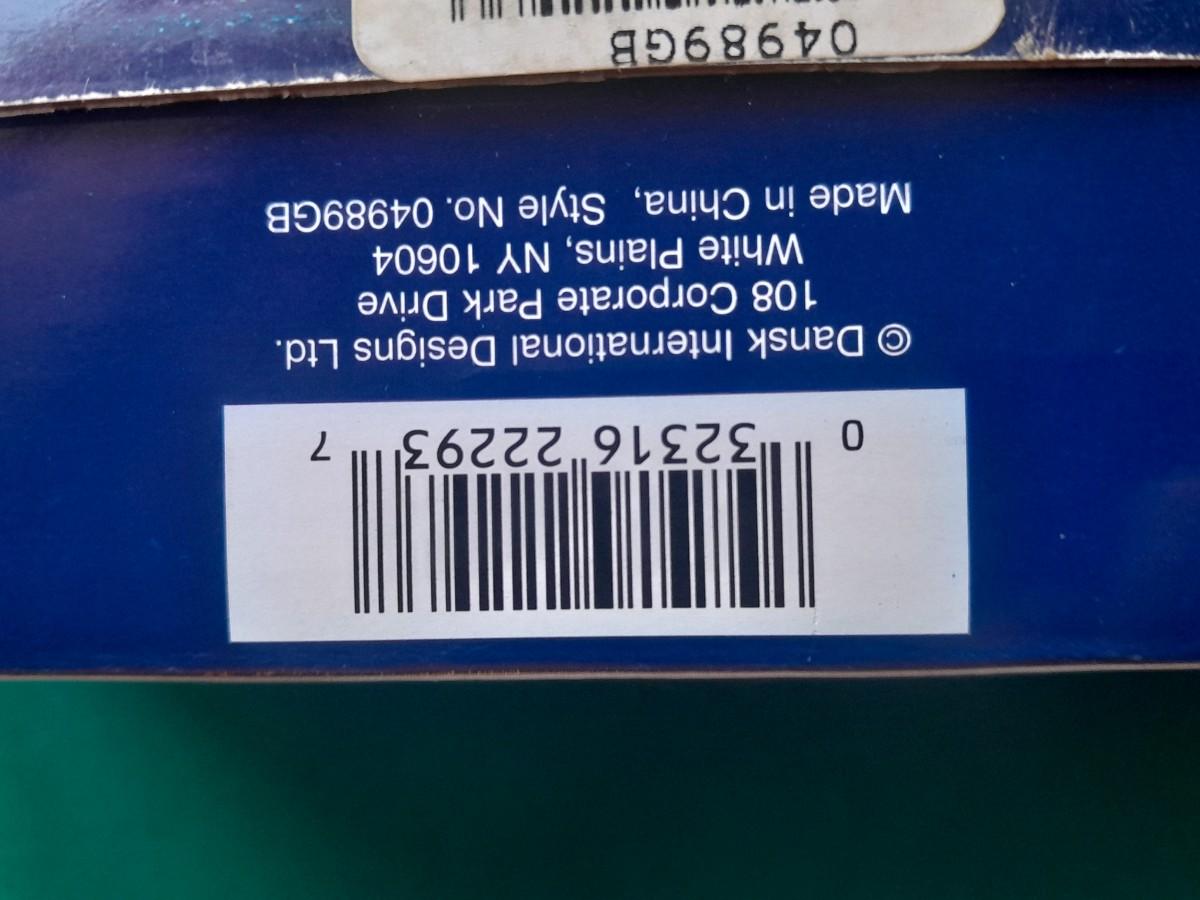 0 32316 22293 7
© Dansk International Designs Ltd.
108 Corporate Park Drive
White Plains, NY 10604
Made in China, Style No. 04989GB
04989GB